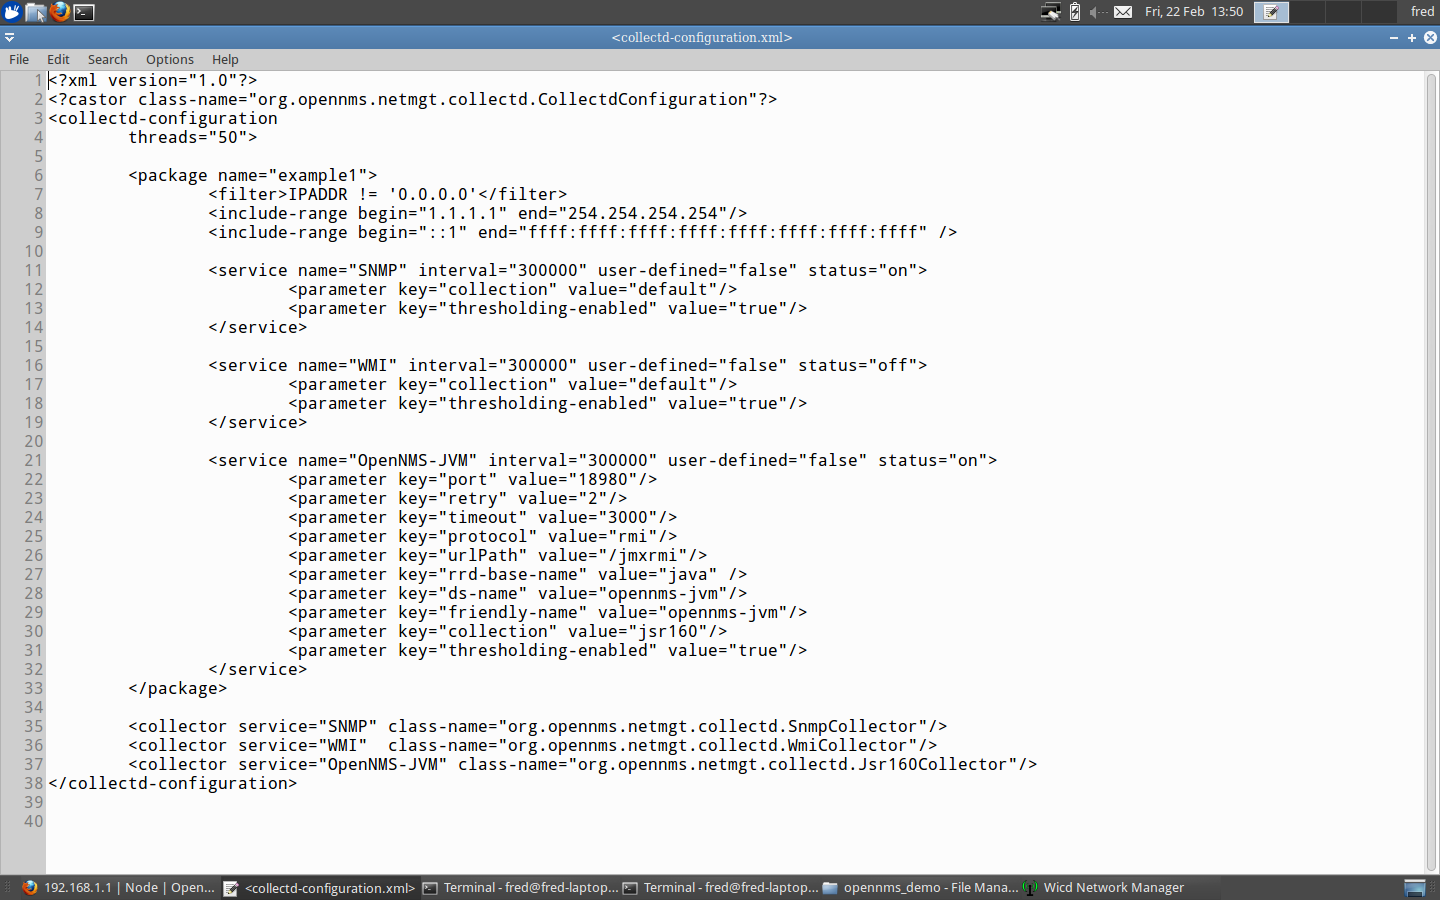 Fri, 22 Feb 13:50
fred
<collectd-configuration.xml>
File Edit Search Options Help
1 <?xml version="1.0"?>
2 <?castor class-name="org.opennms.netmgt.collectd.CollectdConfiguration"?>
3 <collectd-configuration
4 threads="50">
5
6 <package name="example1">
7 <filter>IPADDR != '0.0.0.0'</filter>
8 <include-range begin="1.1.1.1" end="254.254.254.254"/>
9 <include-range begin="::1" end="ffff:ffff:ffff:ffff:ffff:ffff:ffff:ffff" />
10
11 <service name="SNMP" interval="300000" user-defined="false" status="on">
12 <parameter key="collection" value="default"/>
13 <parameter key="thresholding-enabled" value="true"/>
14 </service>
15
16 <service name="WMI" interval="300000" user-defined="false" status="off">
17 <parameter key="collection" value="default"/>
18 <parameter key="thresholding-enabled" value="true"/>
19 </service>
20
21 <service name="OpenNMS-JVM" interval="300000" user-defined="false" status="on">
22 <parameter key="port" value="18980"/>
23 <parameter key="retry" value="2"/>
24 <parameter key="timeout" value="3000"/>
25 <parameter key="protocol" value="rmi"/>
26 <parameter key="urlPath" value="/jmxrmi"/>
27 <parameter key="rrd-base-name" value="java" />
28 <parameter key="ds-name" value="opennms-jvm"/>
29 <parameter key="friendly-name" value="opennms-jvm"/>
30 <parameter key="collection" value="jsr160"/>
31 <parameter key="thresholding-enabled" value="true"/>
32 </service>
33 </package>
34
35 <collector service="SNMP" class-name="org.opennms.netmgt.collectd.SnmpCollector"/>
36 <collector service="WMI"  class-name="org.opennms.netmgt.collectd.WmiCollector"/>
37 <collector service="OpenNMS-JVM" class-name="org.opennms.netmgt.collectd.Jsr160Collector"/>
38 </collectd-configuration>
39
40
192.168.1.1 | Node | Open...
<collectd-configuration.xml>
Terminal - fred@fred-laptop...
Terminal - fred@fred-laptop...
opennms_demo - File Mana...
Wicd Network Manager